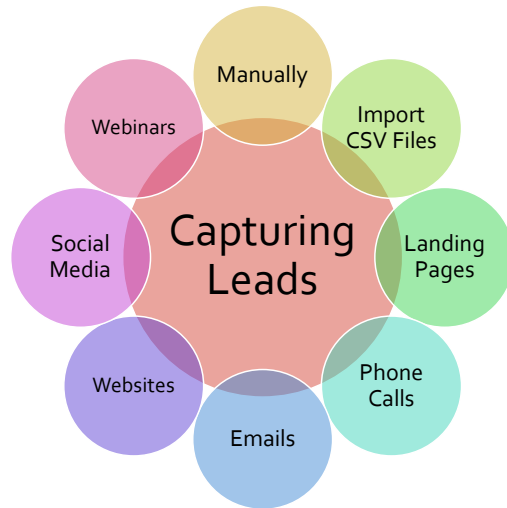 Manually
Import
CSV Files
Webinars
Capturing
Leads
Social
Media
Landing
Pages
Websites
Phone
Calls
Emails